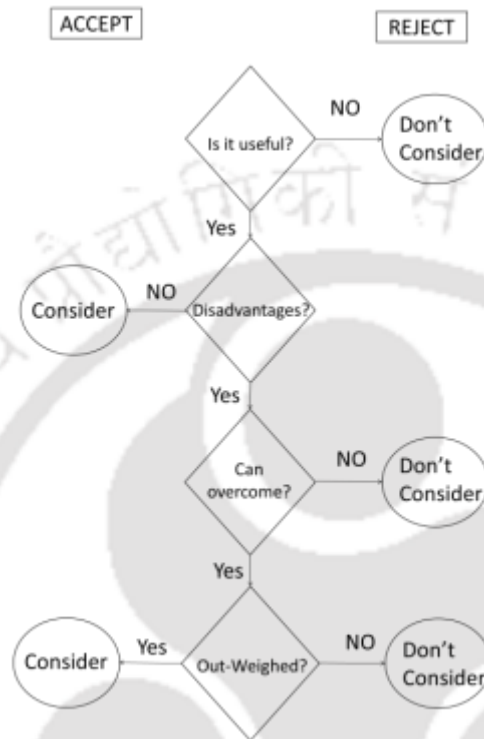 ACCEPT
REJECT
Is it useful?
NO
Don't
Consider
Yes
Disadvantages?
NO
Consider
Yes
Can
overcome?
NO
Don't
Consider
Yes
Out-Weighed?
Yes
Consider
NO
Don't
Consider